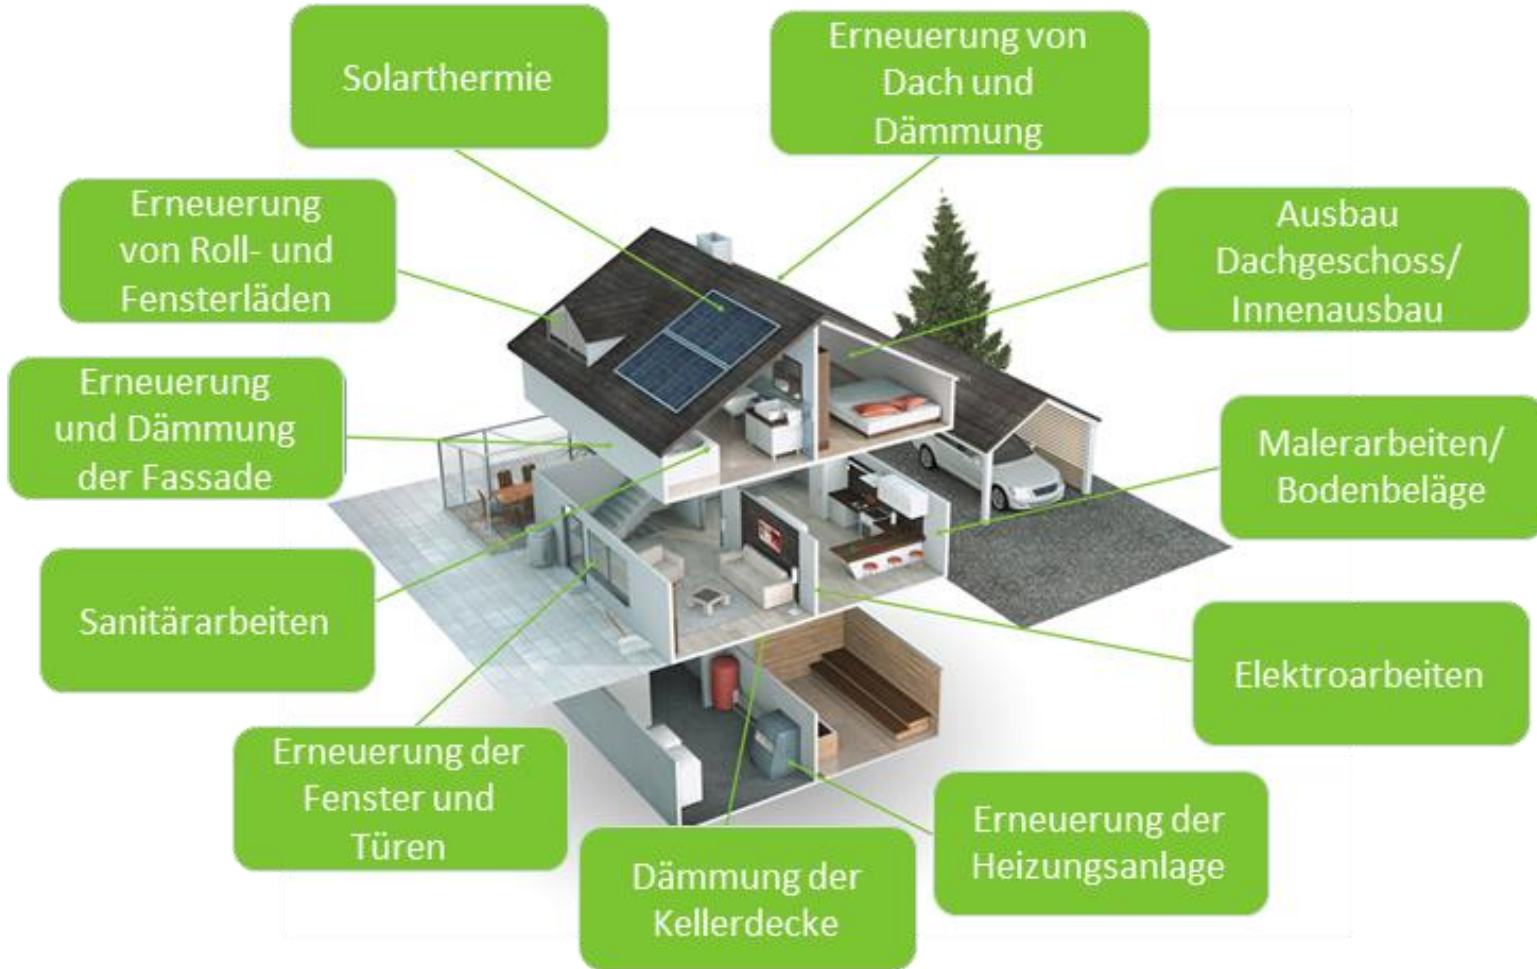 Solarthermie
Erneuerung von
Dach und
Dämmung
Erneuerung
von Roll- und
Fensterläden
Ausbau
Dachgeschoss/
Innenausbau
Erneuerung
und Dämmung
der Fassade
Malerarbeiten/
Bodenbeläge
Sanitärarbeiten
Elektroarbeiten
Erneuerung der
Fenster und
Türen
Erneuerung der
Heizungsanlage
Dämmung der
Kellerdecke